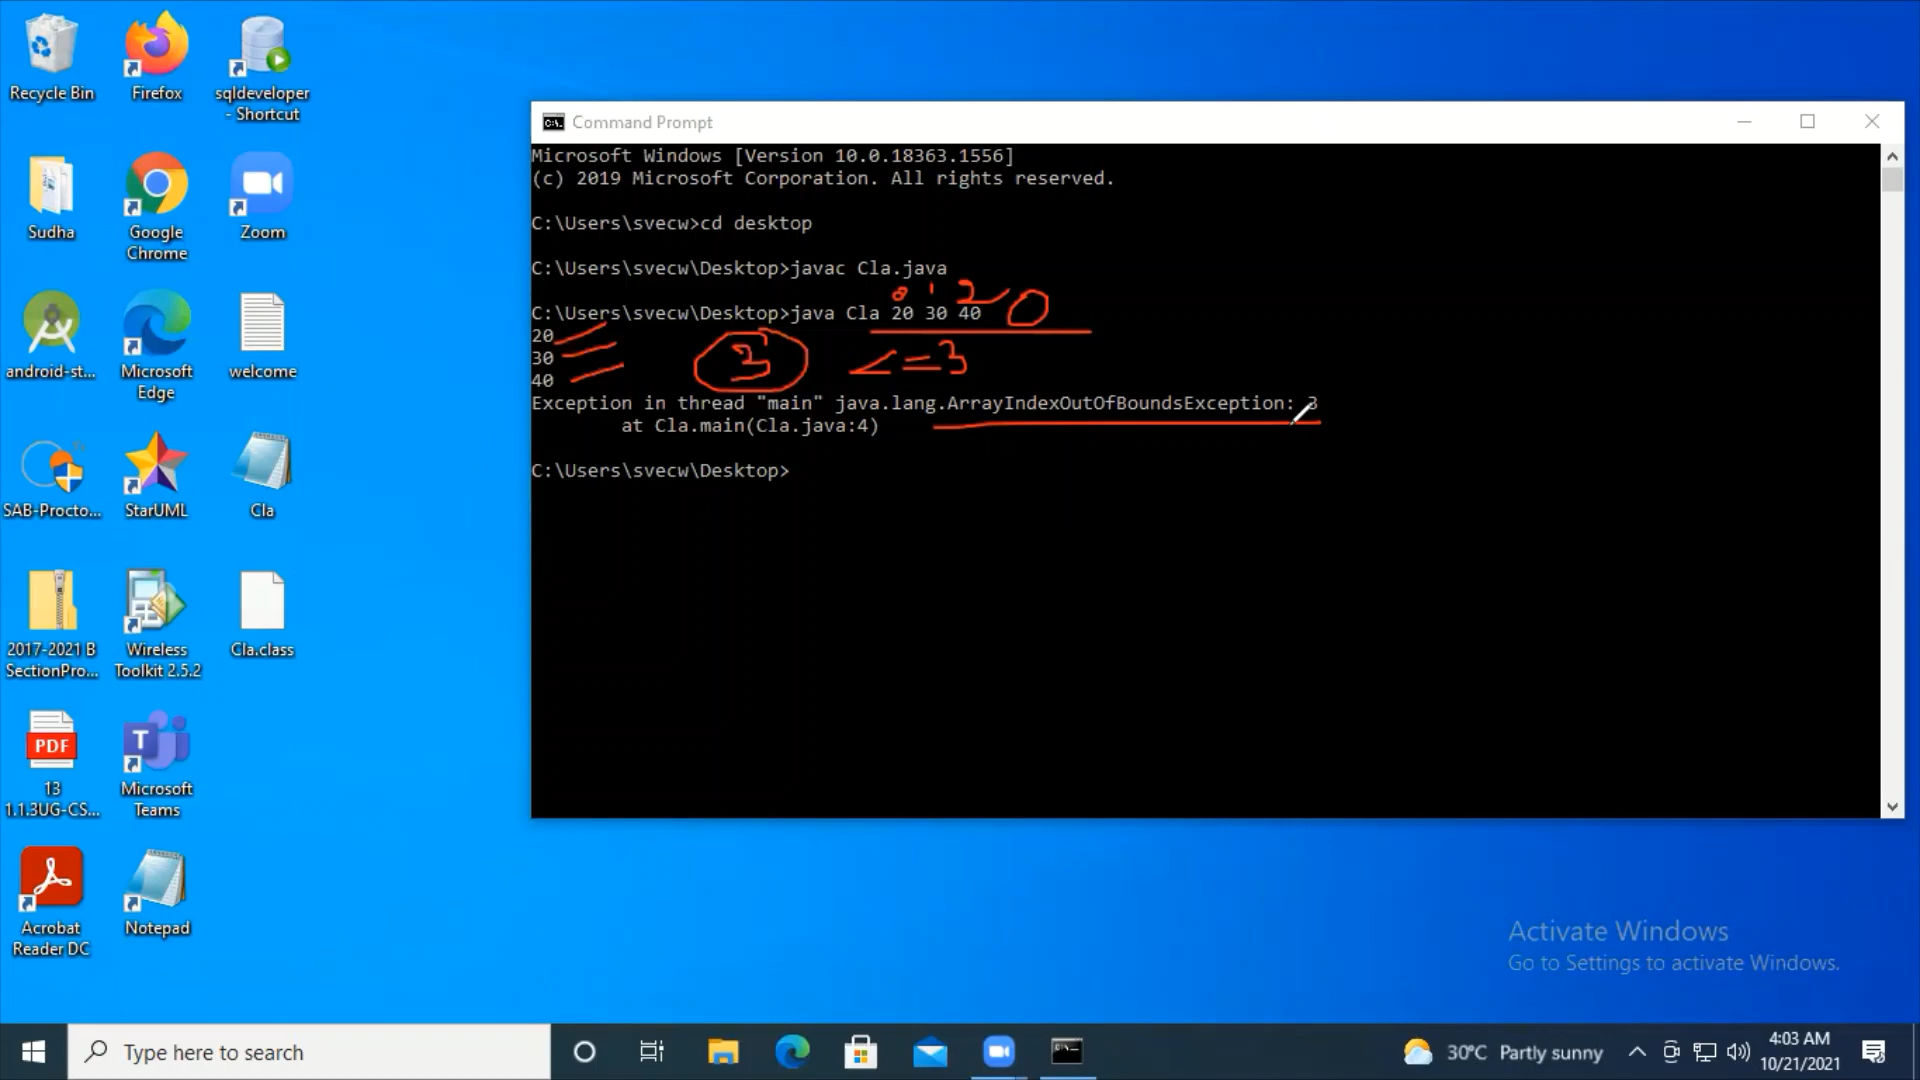 Recycle Bin
Firefox
sqldeveloper
- Shortcut
Sudha
Google
Chrome
Zoom
android-st...
Microsoft
Edge
welcome
SAB-Procto...
StarUML
Cla
2017-2021 B
SectionPro...
Wireless
Toolkit 2.5.2
Cla.class
PDF
13
1.1.3UG-CS...
T
Microsoft
Teams
Acrobat
Reader DC
Notepad
C:\. Command Prompt
Microsoft Windows [Version 10.0.18363.1556]
(c) 2019 Microsoft Corporation. All rights reserved.
C:\Users\svecw>cd desktop
C:\Users\svecw\Desktop>javac Cla.java
0 1 2
C:\Users\svecw\Desktop>java Cla 20 30 40
20
30
3 <=3
40
Exception in thread "main" java.lang.ArrayIndexOutOfBoundsException: 3
at Cla.main(Cla.java:4)
C:\Users\svecw\Desktop>
Activate Windows
Go to Settings to activate Windows.
Type here to search
30°C Partly sunny
4:03 AM
10/21/2021